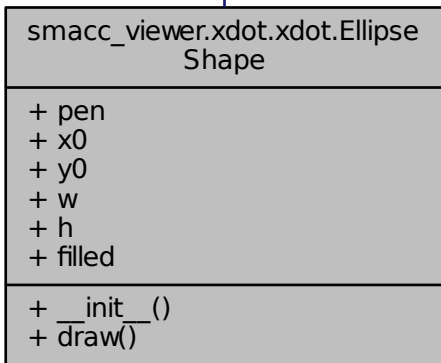 smacc_viewer.xdot.xdot.Ellipse
Shape
+ pen
+ x0
+ y0
+ w
+ h
+ filled
+ __init__()
+ draw()